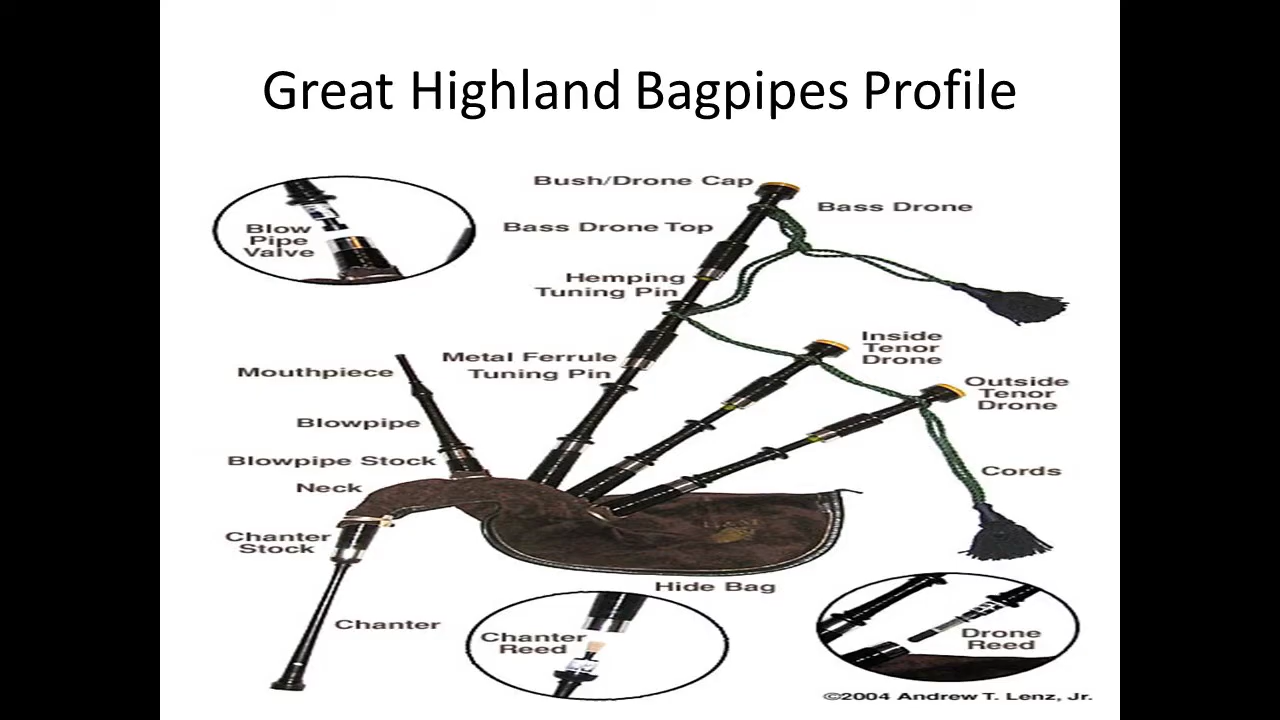 Great Highland Bagpipes Profile
Bush/Drone Cap
Bass Drone
Blow
Pipe
Valve
Bass Drone Top
Hemping
Tuning Pin
Inside
Tenor
Drone
Metal Ferrule
Tuning Pin
Mouthpiece
Outside
Tenor
Drone
Blowpipe
Blowpipe Stock
Cords
Neck
Chanter
Stock
Hide Bag
Chanter
Chanter
Reed
Drone
Reed
©2004 Andrew T. Lenz, Jr.